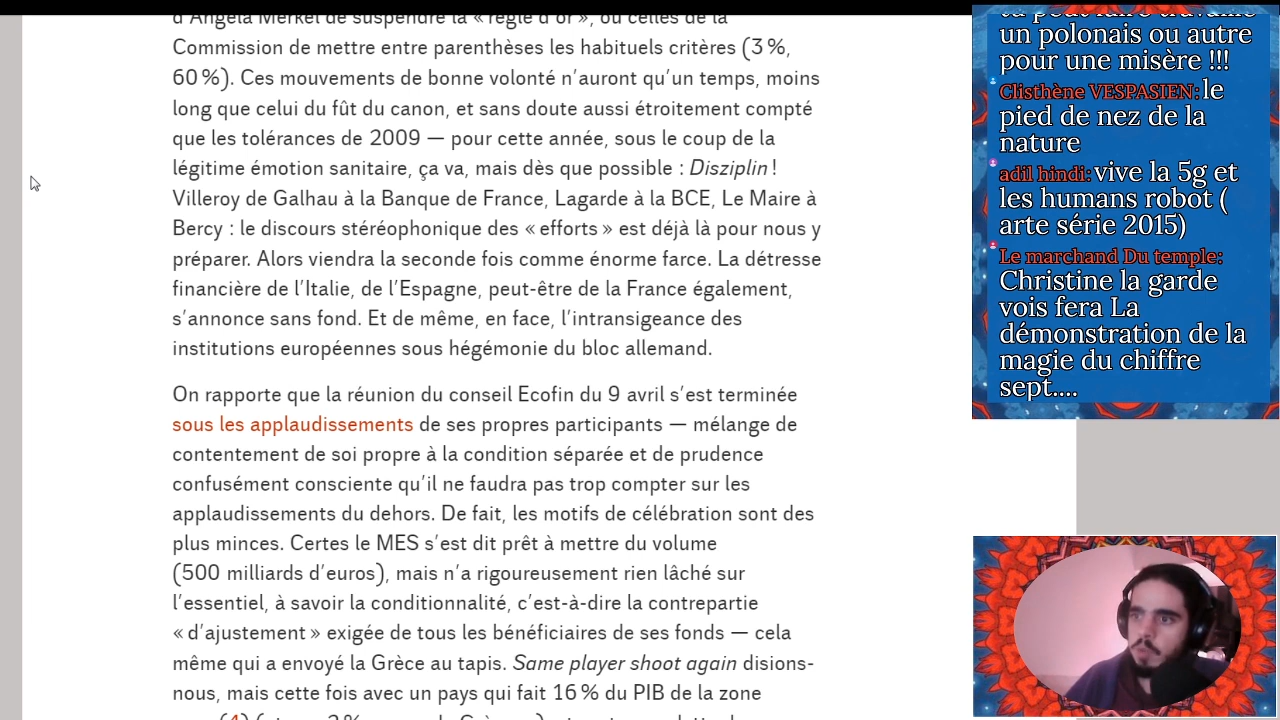 d'Angela Merkel de suspendre la « règle d'or », ou celles de
Commission de mettre entre parenthèses les habituels critères (3 %,
60 %). Ces mouvements de bonne volonté n'auront qu'un temps, moins
long que celui du fût du canon, et sans doute aussi étroitement compté
que les tolérances de 2009 — pour cette année, sous le coup de la
légitime émotion sanitaire, ça va, mais dès que possible : Disziplin !
Villeroy de Galhau à la Banque de France, Lagarde à la BCE, Le Maire à
Bercy : le discours stéréophonique des « efforts » est déjà là pour nous y
préparer. Alors viendra la seconde fois comme énorme farce. La détresse
financière de l'Italie, de l'Espagne, peut-être de la France également,
s'annonce sans fond. Et de même, en face, l'intransigeance des
institutions européennes sous hégémonie du bloc allemand.
On rapporte que la réunion du conseil Ecofin du 9 avril s'est terminée
sous les applaudissements de ses propres participants — mélange de
contentement de soi propre à la condition séparée et de prudence
confusément consciente qu'il ne faudra pas trop compter sur les
applaudissements du dehors. De fait, les motifs de célébration sont des
plus minces. Certes le MES s'est dit prêt à mettre du volume
(500 milliards d'euros), mais n'a rigoureusement rien lâché sur
l'essentiel, à savoir la conditionnalité, c'est-à-dire la contrepartie
« d'ajustement » exigée de tous les bénéficiaires de ses fonds — cela
même qui a envoyé la Grèce au tapis. Same player shoot again disions-
nous, mais cette fois avec un pays qui fait 16 % du PIB de la zone
un polonais ou autre
pour une misère !!!
Clisthène VESPASIEN: le
pied de nez de la
nature
adil hindi: vive la 5g et
les humans robot (
arte série 2015)
Le marchand Du temple:
Christine la garde
vois fera La
démonstration de la
magie du chiffre
sept....